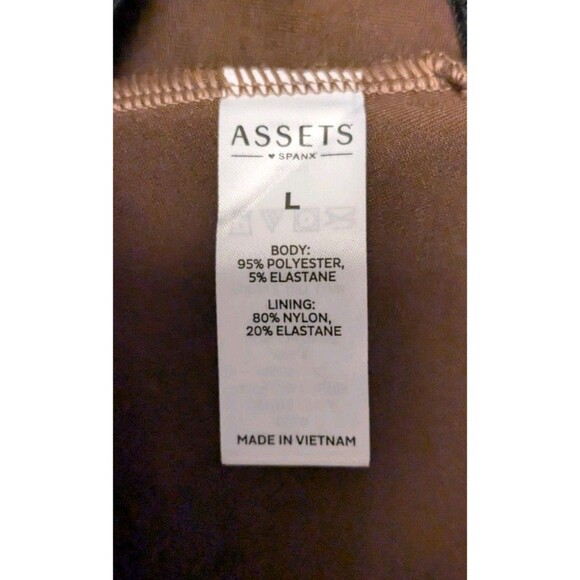 ASSETS
♥ SPANX
L
BODY:
95% POLYESTER,
5% ELASTANE
LINING:
80% NYLON,
20% ELASTANE
MADE IN VIETNAM